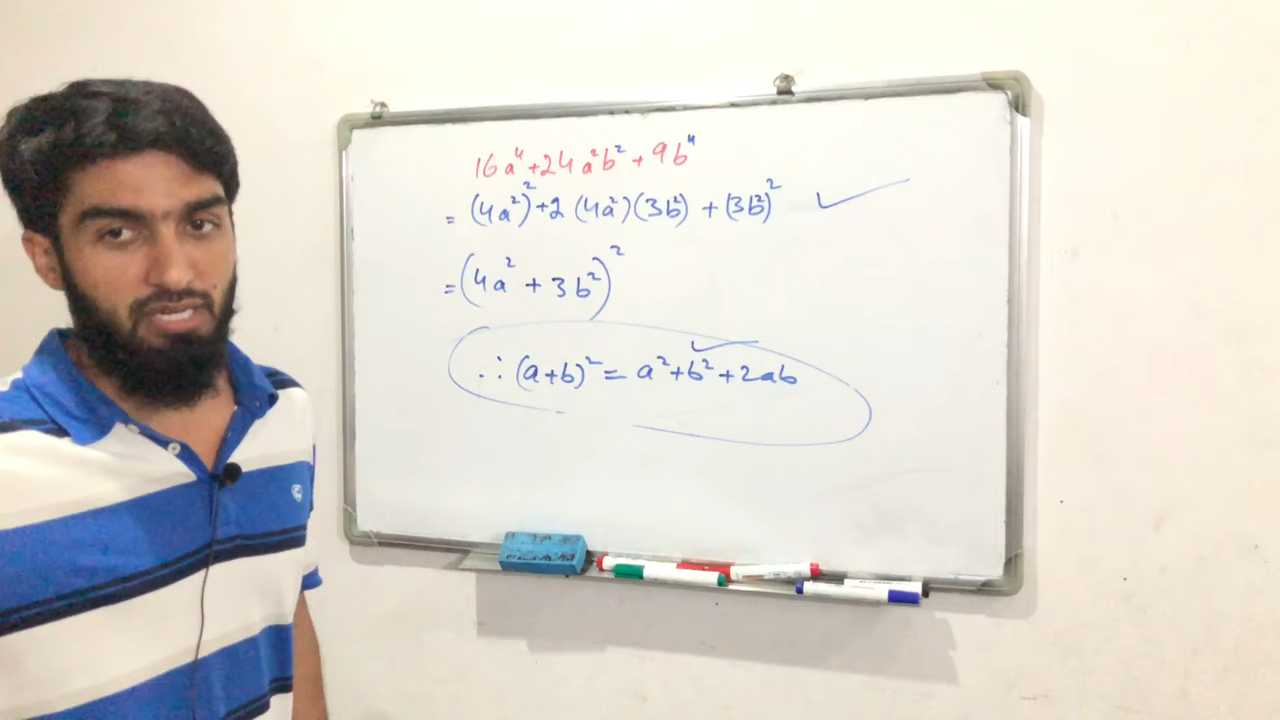 16a⁴+24a²b²+9b⁴
= (4a²)²+2(4a²)(3b²)+(3b²)²
=(4a²+3b²)²
∴(a+b)²=a²+b²+2ab